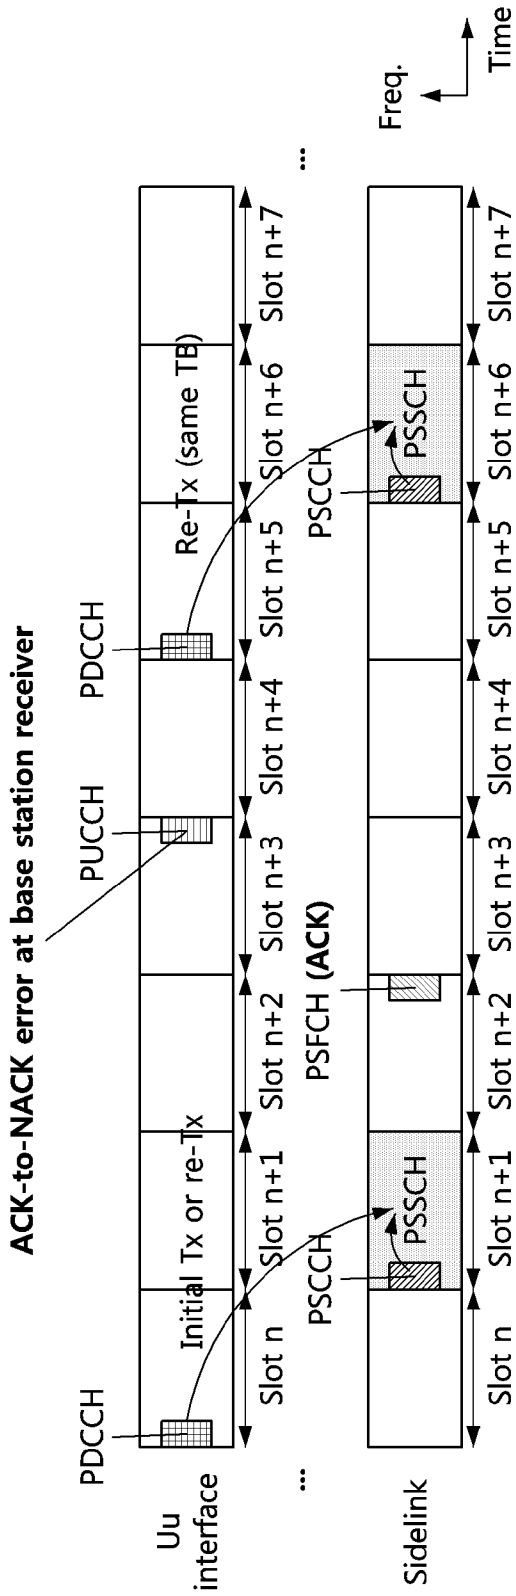 ACK-to-NACK error at base station receiver
PDCCH
PUCCH
PDCCH
Uu
interface
Initial Tx or re-Tx
Re-Tx (same TB)
Slot n
Slot n+1
Slot n+2
Slot n+3
Slot n+4
Slot n+5
Slot n+6
Slot n+7
...
...
PSCCH
PSFCH (ACK)
PSCCH
Freq.
Sidelink
PSSCH
PSSCH
Slot n
Slot n+1
Slot n+2
Slot n+3
Slot n+4
Slot n+5
Slot n+6
Slot n+7
Time